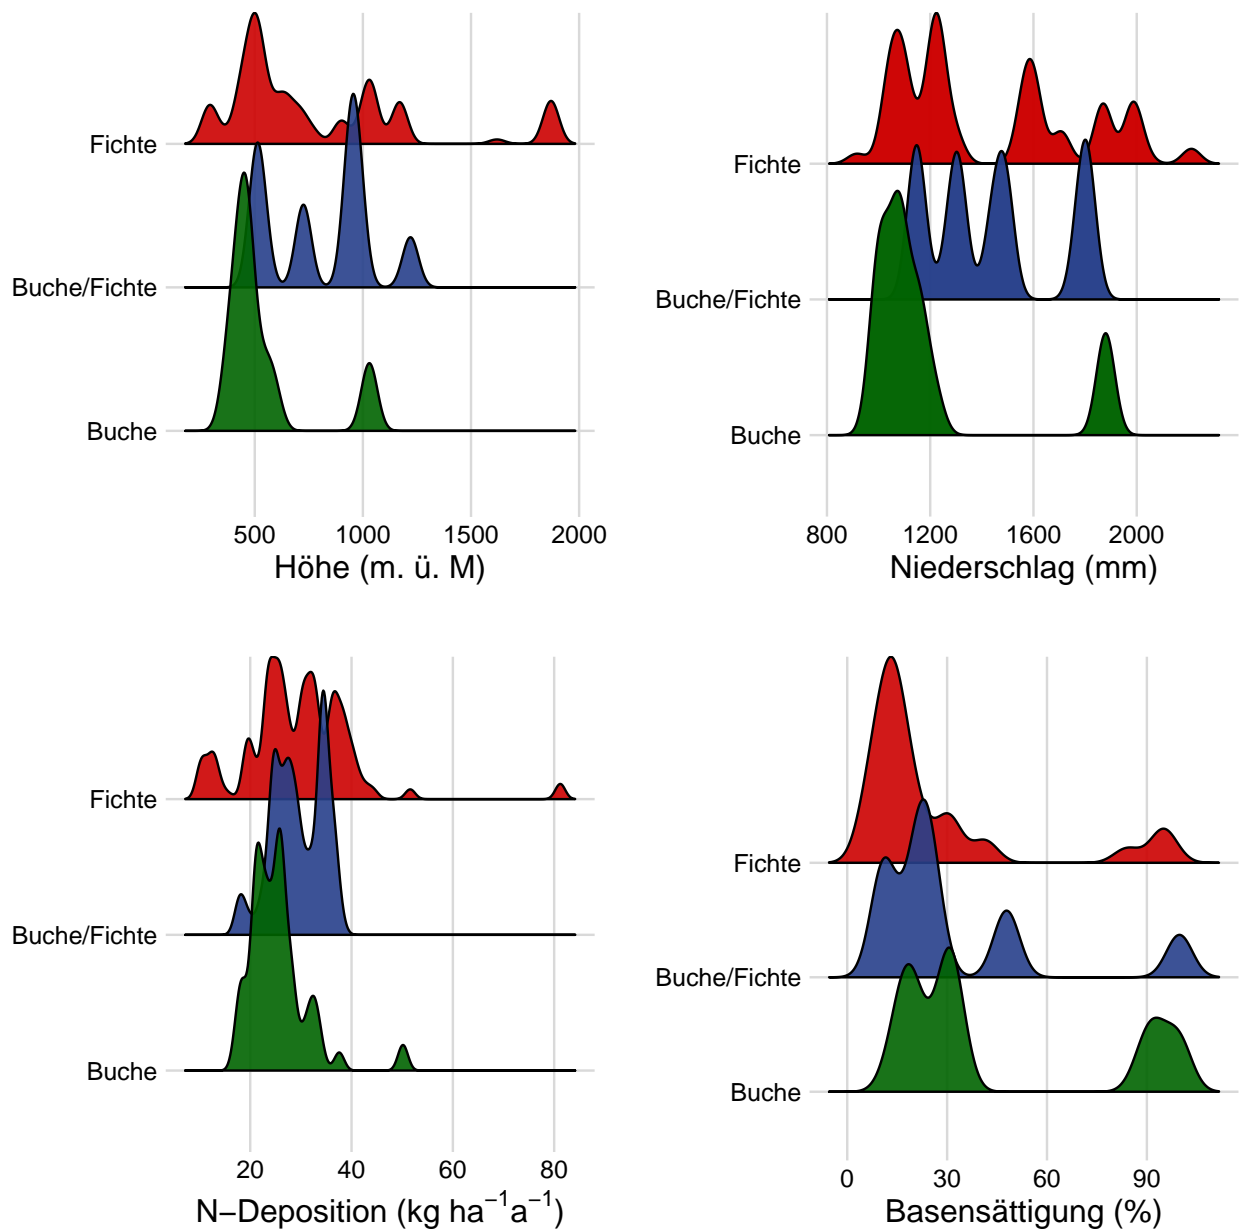 Fichte
Buche/Fichte
Buche
500 1000 1500 2000
Höhe (m. ü. M)
Fichte
Buche/Fichte
Buche
800 1200 1600 2000
Niederschlag (mm)
Fichte
Buche/Fichte
Buche
20 40 60 80
N−Deposition (kg ha⁻¹a⁻¹)
Fichte
Buche/Fichte
Buche
0 30 60 90
Basensättigung (%)